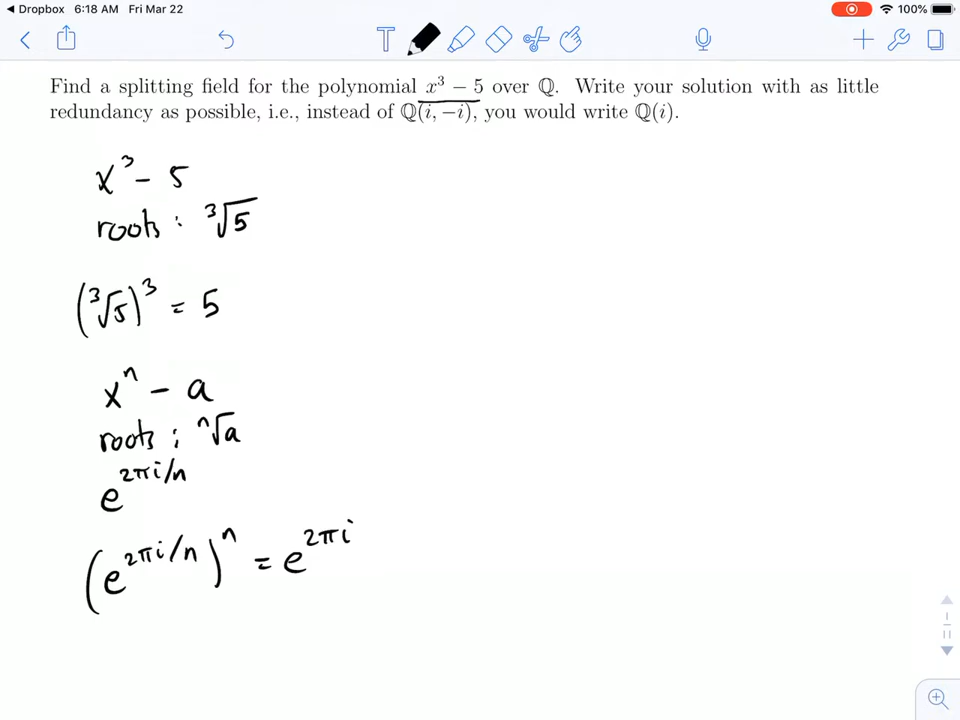 Dropbox 6:18 AM Fri Mar 22 100%
T
Find a splitting field for the polynomial x³ − 5 over ℚ. Write your solution with as little
redundancy as possible, i.e., instead of ℚ(i, −i), you would write ℚ(i).
x³ − 5
roots : ∛5
(∛5)³ = 5
xⁿ − a
roots : ⁿ√a
e^{2πi/n}
(e^{2πi/n})ⁿ = e^{2πi}
1
11